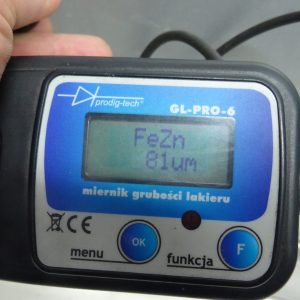 prodig-tech®
GL-PRO-6
FeZn
81um
miernik grubości lakieru
CE
OK
F
menu
funkcja